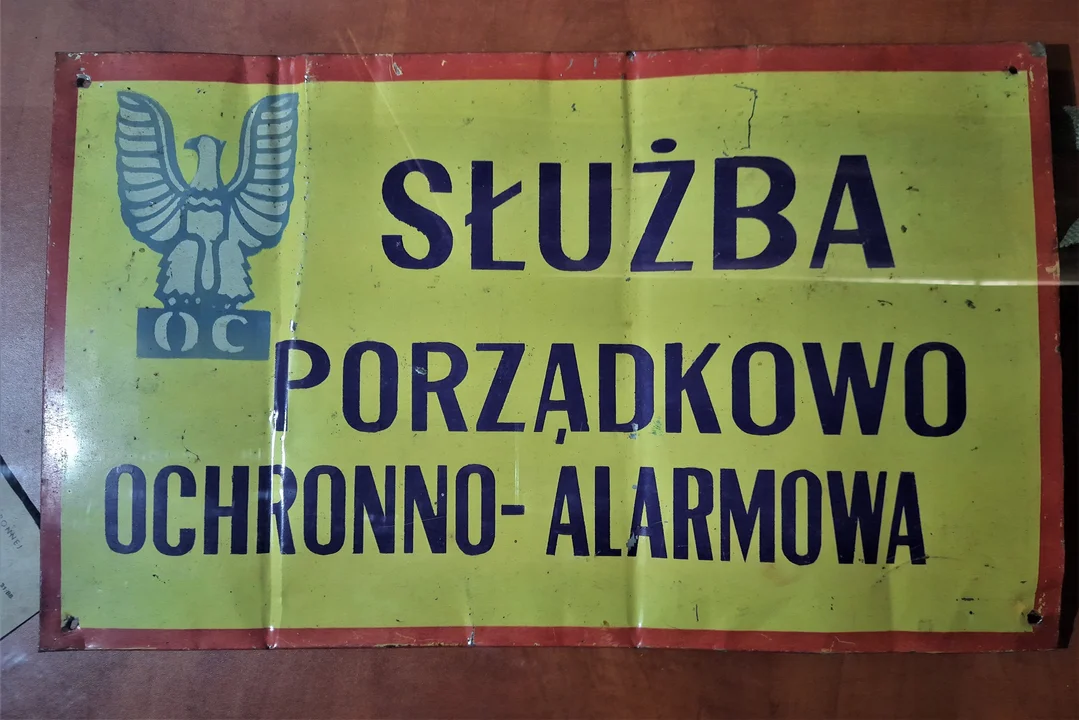 SŁUŻBA
OC
PORZĄDKOWO
OCHRONNO- ALARMOWA